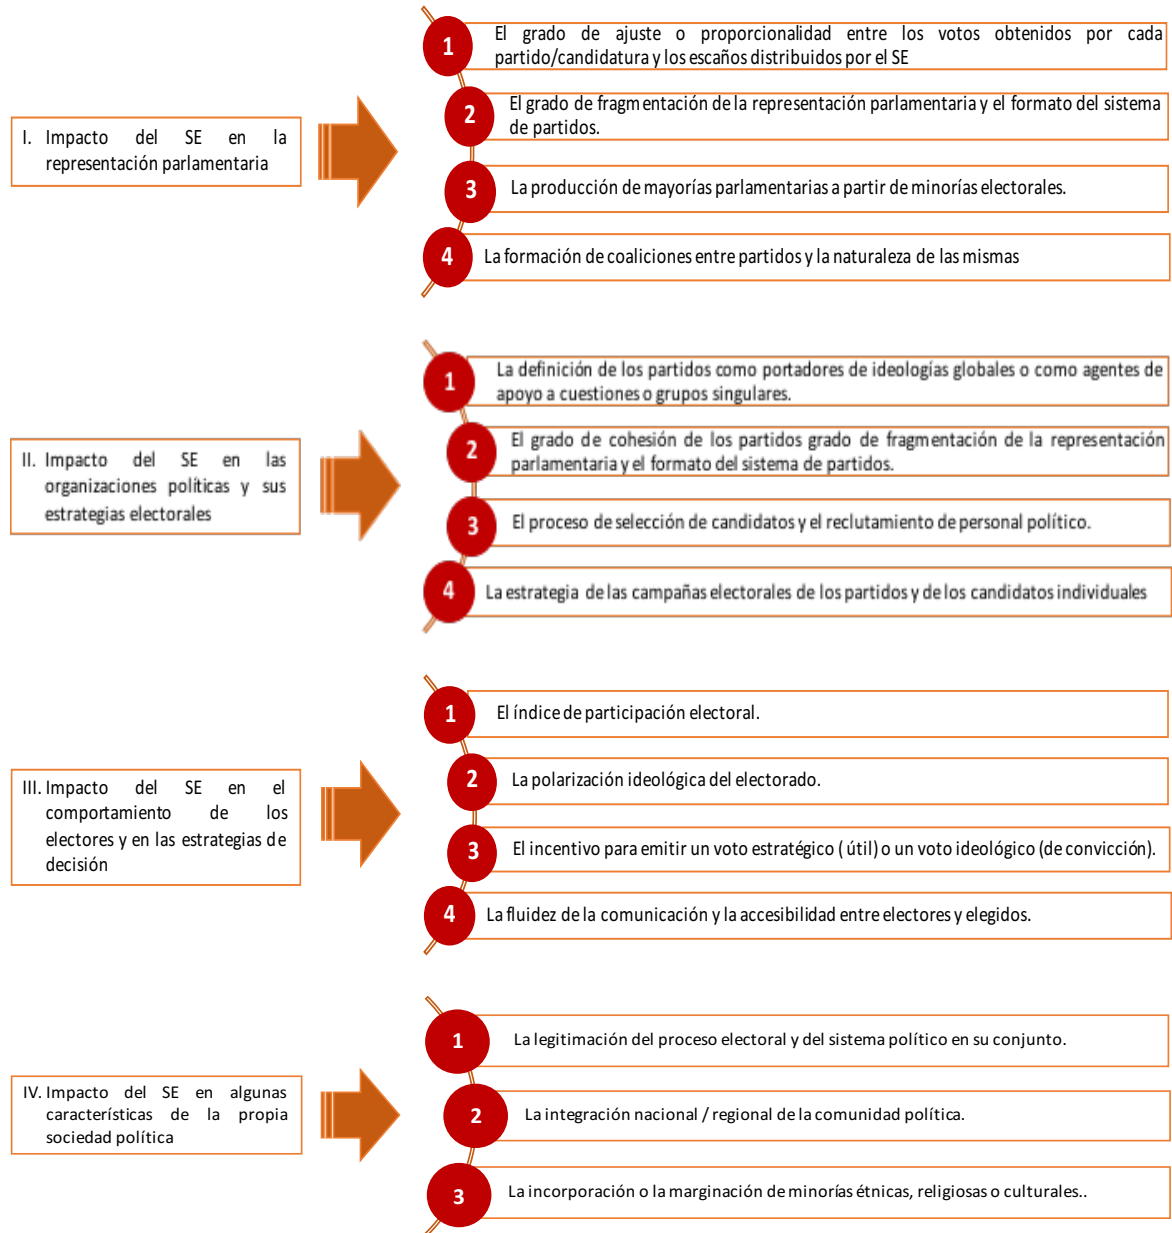 I. Impacto del SE en la
representación parlamentaria
1
El grado de ajuste o proporcionalidad entre los votos obtenidos por cada
partido/candidatura y los escaños distribuidos por el SE
2
El grado de fragmentación de la representación parlamentaria y el formato del sistema
de partidos.
3
La producción de mayorías parlamentarias a partir de minorías electorales.
4
La formación de coaliciones entre partidos y la naturaleza de las mismas
II. Impacto del SE en las
organizaciones políticas y sus
estrategias electorales
1
La definición de los partidos como portadores de ideologías globales o como agentes de
apoyo a cuestiones o grupos singulares.
2
El grado de cohesión de los partidos grado de fragmentación de la representación
parlamentaria y el formato del sistema de partidos.
3
El proceso de selección de candidatos y el reclutamiento de personal político.
4
La estrategia de las campañas electorales de los partidos y de los candidatos individuales
III. Impacto del SE en el
comportamiento de los
electores y en las estrategias de
decisión
1
El índice de participación electoral.
2
La polarización ideológica del electorado.
3
El incentivo para emitir un voto estratégico ( útil) o un voto ideológico (de convicción).
4
La fluidez de la comunicación y la accesibilidad entre electores y elegidos.
IV. Impacto del SE en algunas
características de la propia
sociedad política
1
La legitimación del proceso electoral y del sistema político en su conjunto.
2
La integración nacional / regional de la comunidad política.
3
La incorporación o la marginación de minorías étnicas, religiosas o culturales..